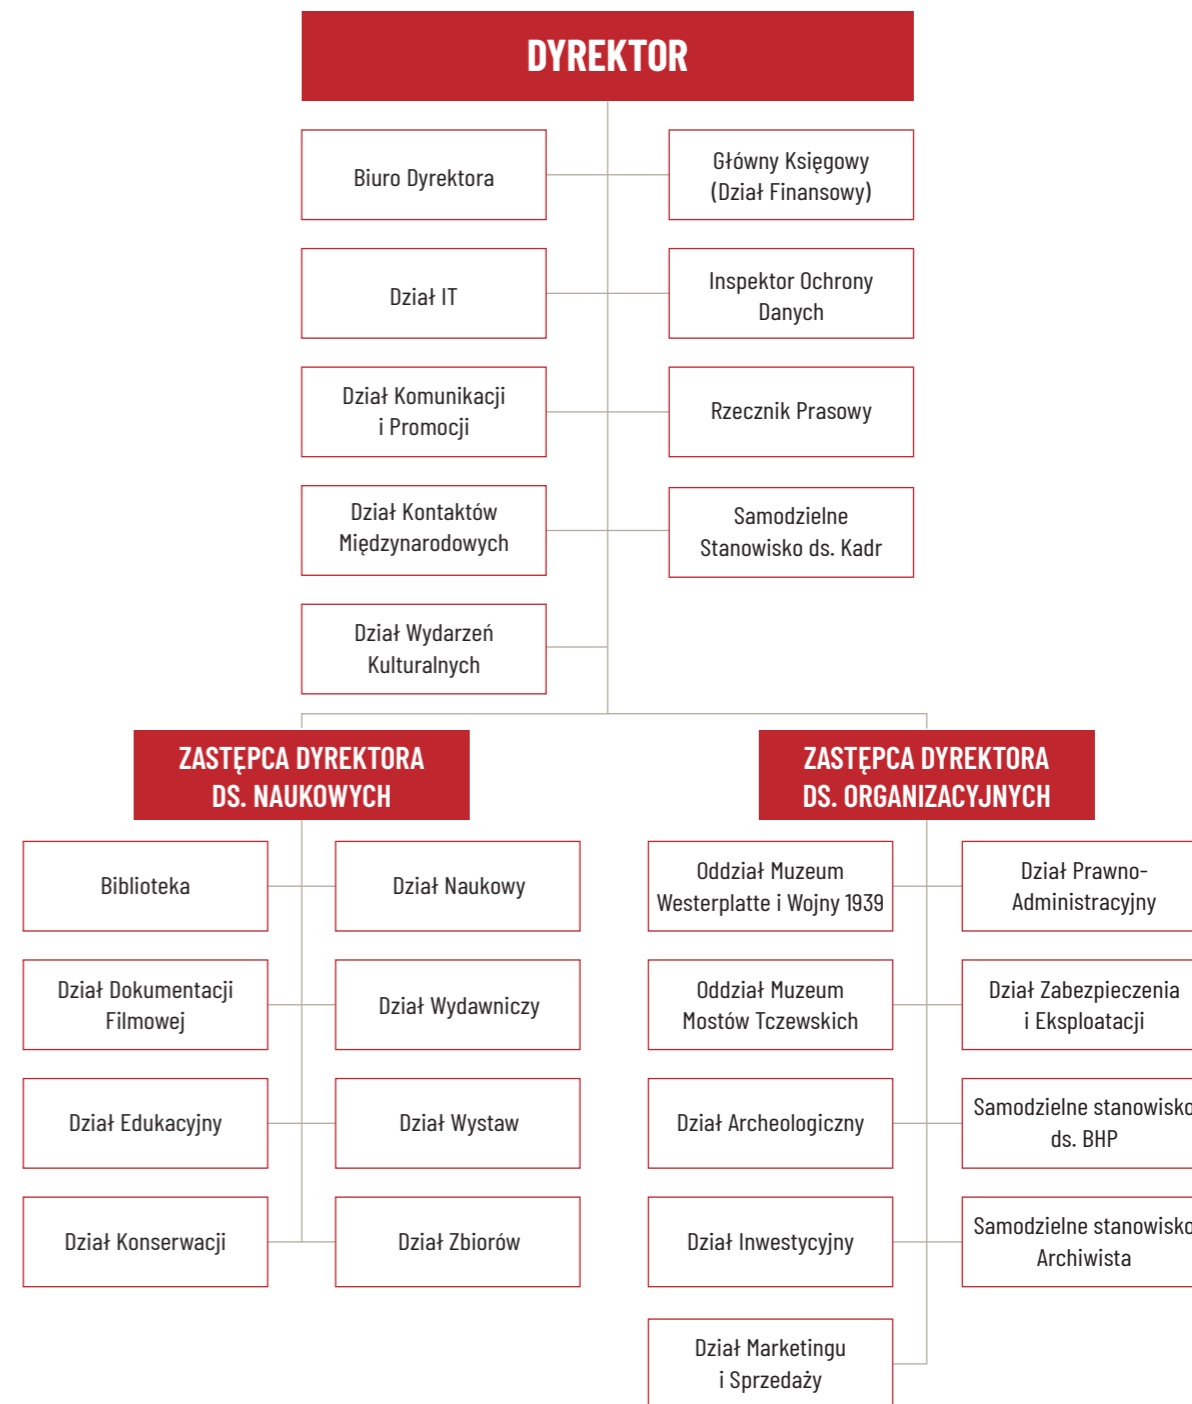 DYREKTOR
Biuro Dyrektora
Główny Księgowy
(Dział Finansowy)
Dział IT
Inspektor Ochrony
Danych
Dział Komunikacji
i Promocji
Rzecznik Prasowy
Dział Kontaktów
Międzynarodowych
Samodzielne
Stanowisko ds. Kadr
Dział Wydarzeń
Kulturalnych
ZASTĘPCA DYREKTORA
DS. NAUKOWYCH
ZASTĘPCA DYREKTORA
DS. ORGANIZACYJNYCH
Biblioteka
Dział Naukowy
Dział Dokumentacji
Filmowej
Dział Wydawniczy
Dział Edukacyjny
Dział Wystaw
Dział Konserwacji
Dział Zbiorów
Oddział Muzeum
Westerplatte i Wojny 1939
Dział Prawno-
Administracyjny
Oddział Muzeum
Mostów Tczewskich
Dział Zabezpieczenia
i Eksploatacji
Dział Archeologiczny
Samodzielne stanowisko
ds. BHP
Dział Inwestycyjny
Samodzielne stanowisko
Archiwista
Dział Marketingu
i Sprzedaży